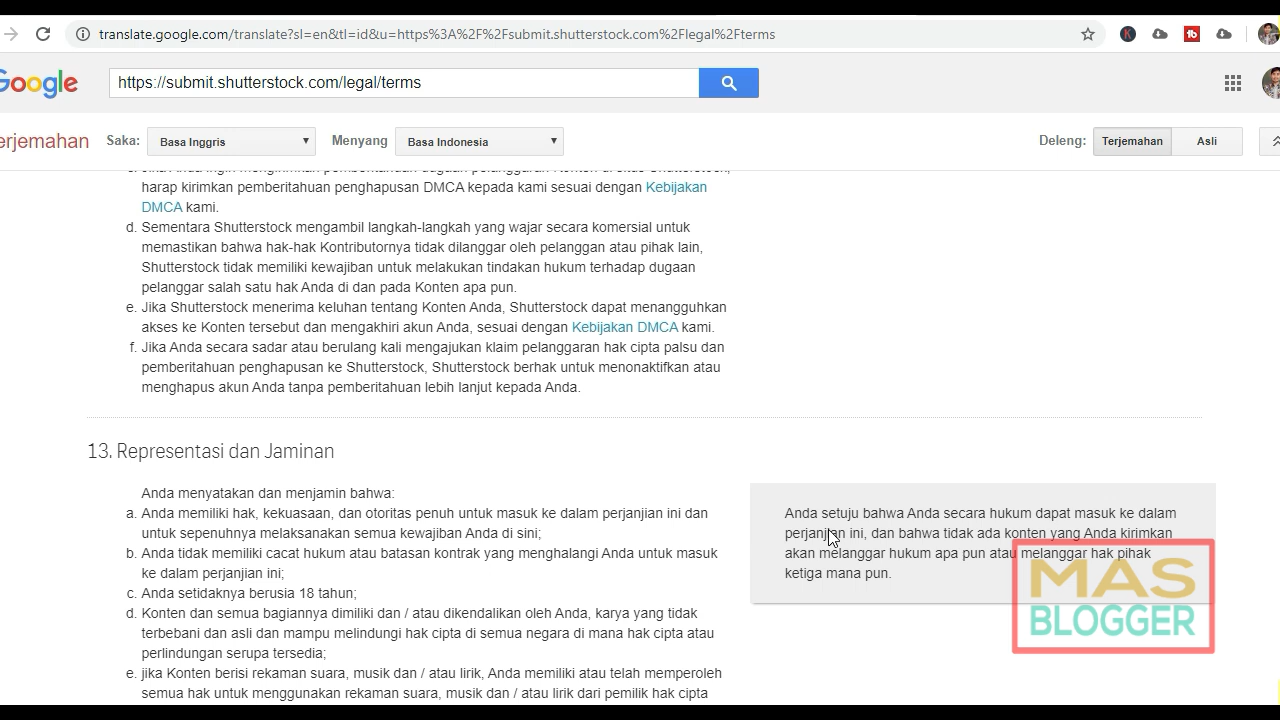 translate.google.com/translate?sl=en&tl=id&u=https%3A%2F%2Fsubmit.shutterstock.com%2Flegal%2Fterms
Google
https://submit.shutterstock.com/legal/terms
erjemahan Saka: Basa Inggris Menyang Basa Indonesia Deleng: Terjemahan Asli
harap kirimkan pemberitahuan penghapusan DMCA kepada kami sesuai dengan Kebijakan
DMCA kami.
d. Sementara Shutterstock mengambil langkah-langkah yang wajar secara komersial untuk
memastikan bahwa hak-hak Kontributornya tidak dilanggar oleh pelanggan atau pihak lain,
Shutterstock tidak memiliki kewajiban untuk melakukan tindakan hukum terhadap dugaan
pelanggar salah satu hak Anda di dan pada Konten apa pun.
e. Jika Shutterstock menerima keluhan tentang Konten Anda, Shutterstock dapat menangguhkan
akses ke Konten tersebut dan mengakhiri akun Anda, sesuai dengan Kebijakan DMCA kami.
f. Jika Anda secara sadar atau berulang kali mengajukan klaim pelanggaran hak cipta palsu dan
pemberitahuan penghapusan ke Shutterstock, Shutterstock berhak untuk menonaktifkan atau
menghapus akun Anda tanpa pemberitahuan lebih lanjut kepada Anda.
13. Representasi dan Jaminan
Anda menyatakan dan menjamin bahwa:
a. Anda memiliki hak, kekuasaan, dan otoritas penuh untuk masuk ke dalam perjanjian ini dan
untuk sepenuhnya melaksanakan semua kewajiban Anda di sini;
b. Anda tidak memiliki cacat hukum atau batasan kontrak yang menghalangi Anda untuk masuk
ke dalam perjanjian ini;
c. Anda setidaknya berusia 18 tahun;
d. Konten dan semua bagiannya dimiliki dan / atau dikendalikan oleh Anda, karya yang tidak
terbebani dan asli dan mampu melindungi hak cipta di semua negara di mana hak cipta atau
perlindungan serupa tersedia;
e. jika Konten berisi rekaman suara, musik dan / atau lirik, Anda memiliki atau telah memperoleh
semua hak untuk menggunakan rekaman suara, musik dan / atau lirik dari pemilik hak cipta
Anda setuju bahwa Anda secara hukum dapat masuk ke dalam
perjanjian ini, dan bahwa tidak ada konten yang Anda kirimkan
akan melanggar hukum apa pun atau melanggar hak pihak
ketiga mana pun.
MAS
BLOGGER